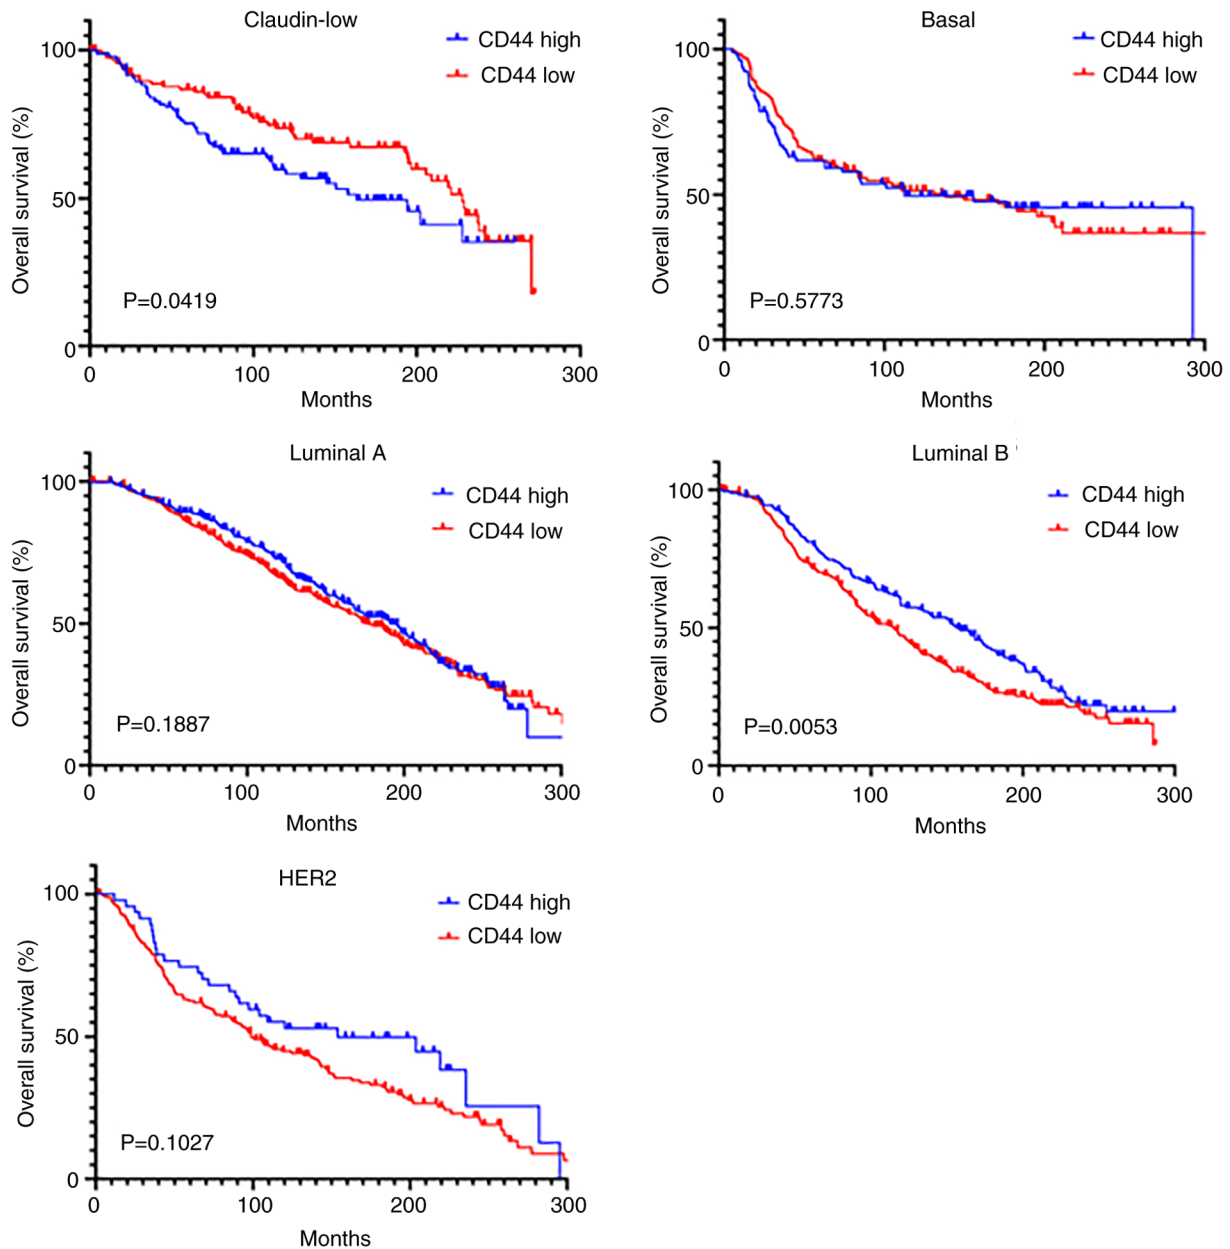 Claudin-low
CD44 high
CD44 low
Overall survival (%)
100
50
0
P=0.0419
0 100 200 300
Months
Basal
CD44 high
CD44 low
Overall survival (%)
100
50
0
P=0.5773
0 100 200 300
Months
Luminal A
CD44 high
CD44 low
Overall survival (%)
100
50
0
P=0.1887
0 100 200 300
Months
Luminal B
CD44 high
CD44 low
Overall survival (%)
100
50
0
P=0.0053
0 100 200 300
Months
HER2
CD44 high
CD44 low
Overall survival (%)
100
50
0
P=0.1027
0 100 200 300
Months